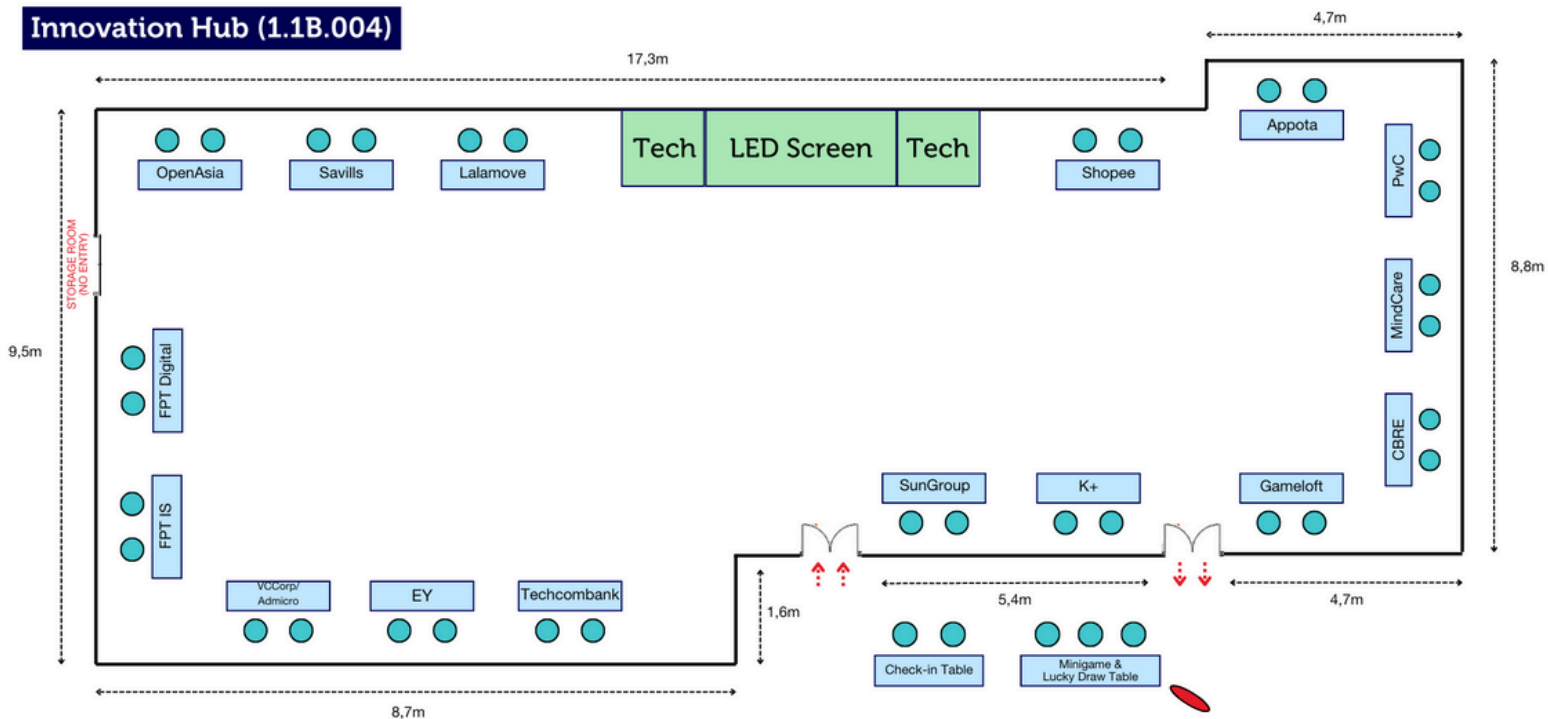 Innovation Hub (1.1B.004)
4,7m
17,3m
Appota
Tech
LED Screen
Tech
OpenAsia
Savills
Lalamove
Shopee
PwC
STORAGE ROOM
(NO ENTRY)
8,8m
MindCare
9,5m
FPT Digital
CBRE
SunGroup
K+
Gameloft
FPT IS
VCCorp/
Admicro
EY
Techcombank
5,4m
4,7m
1,6m
Check-in Table
Minigame &
Lucky Draw Table
8,7m